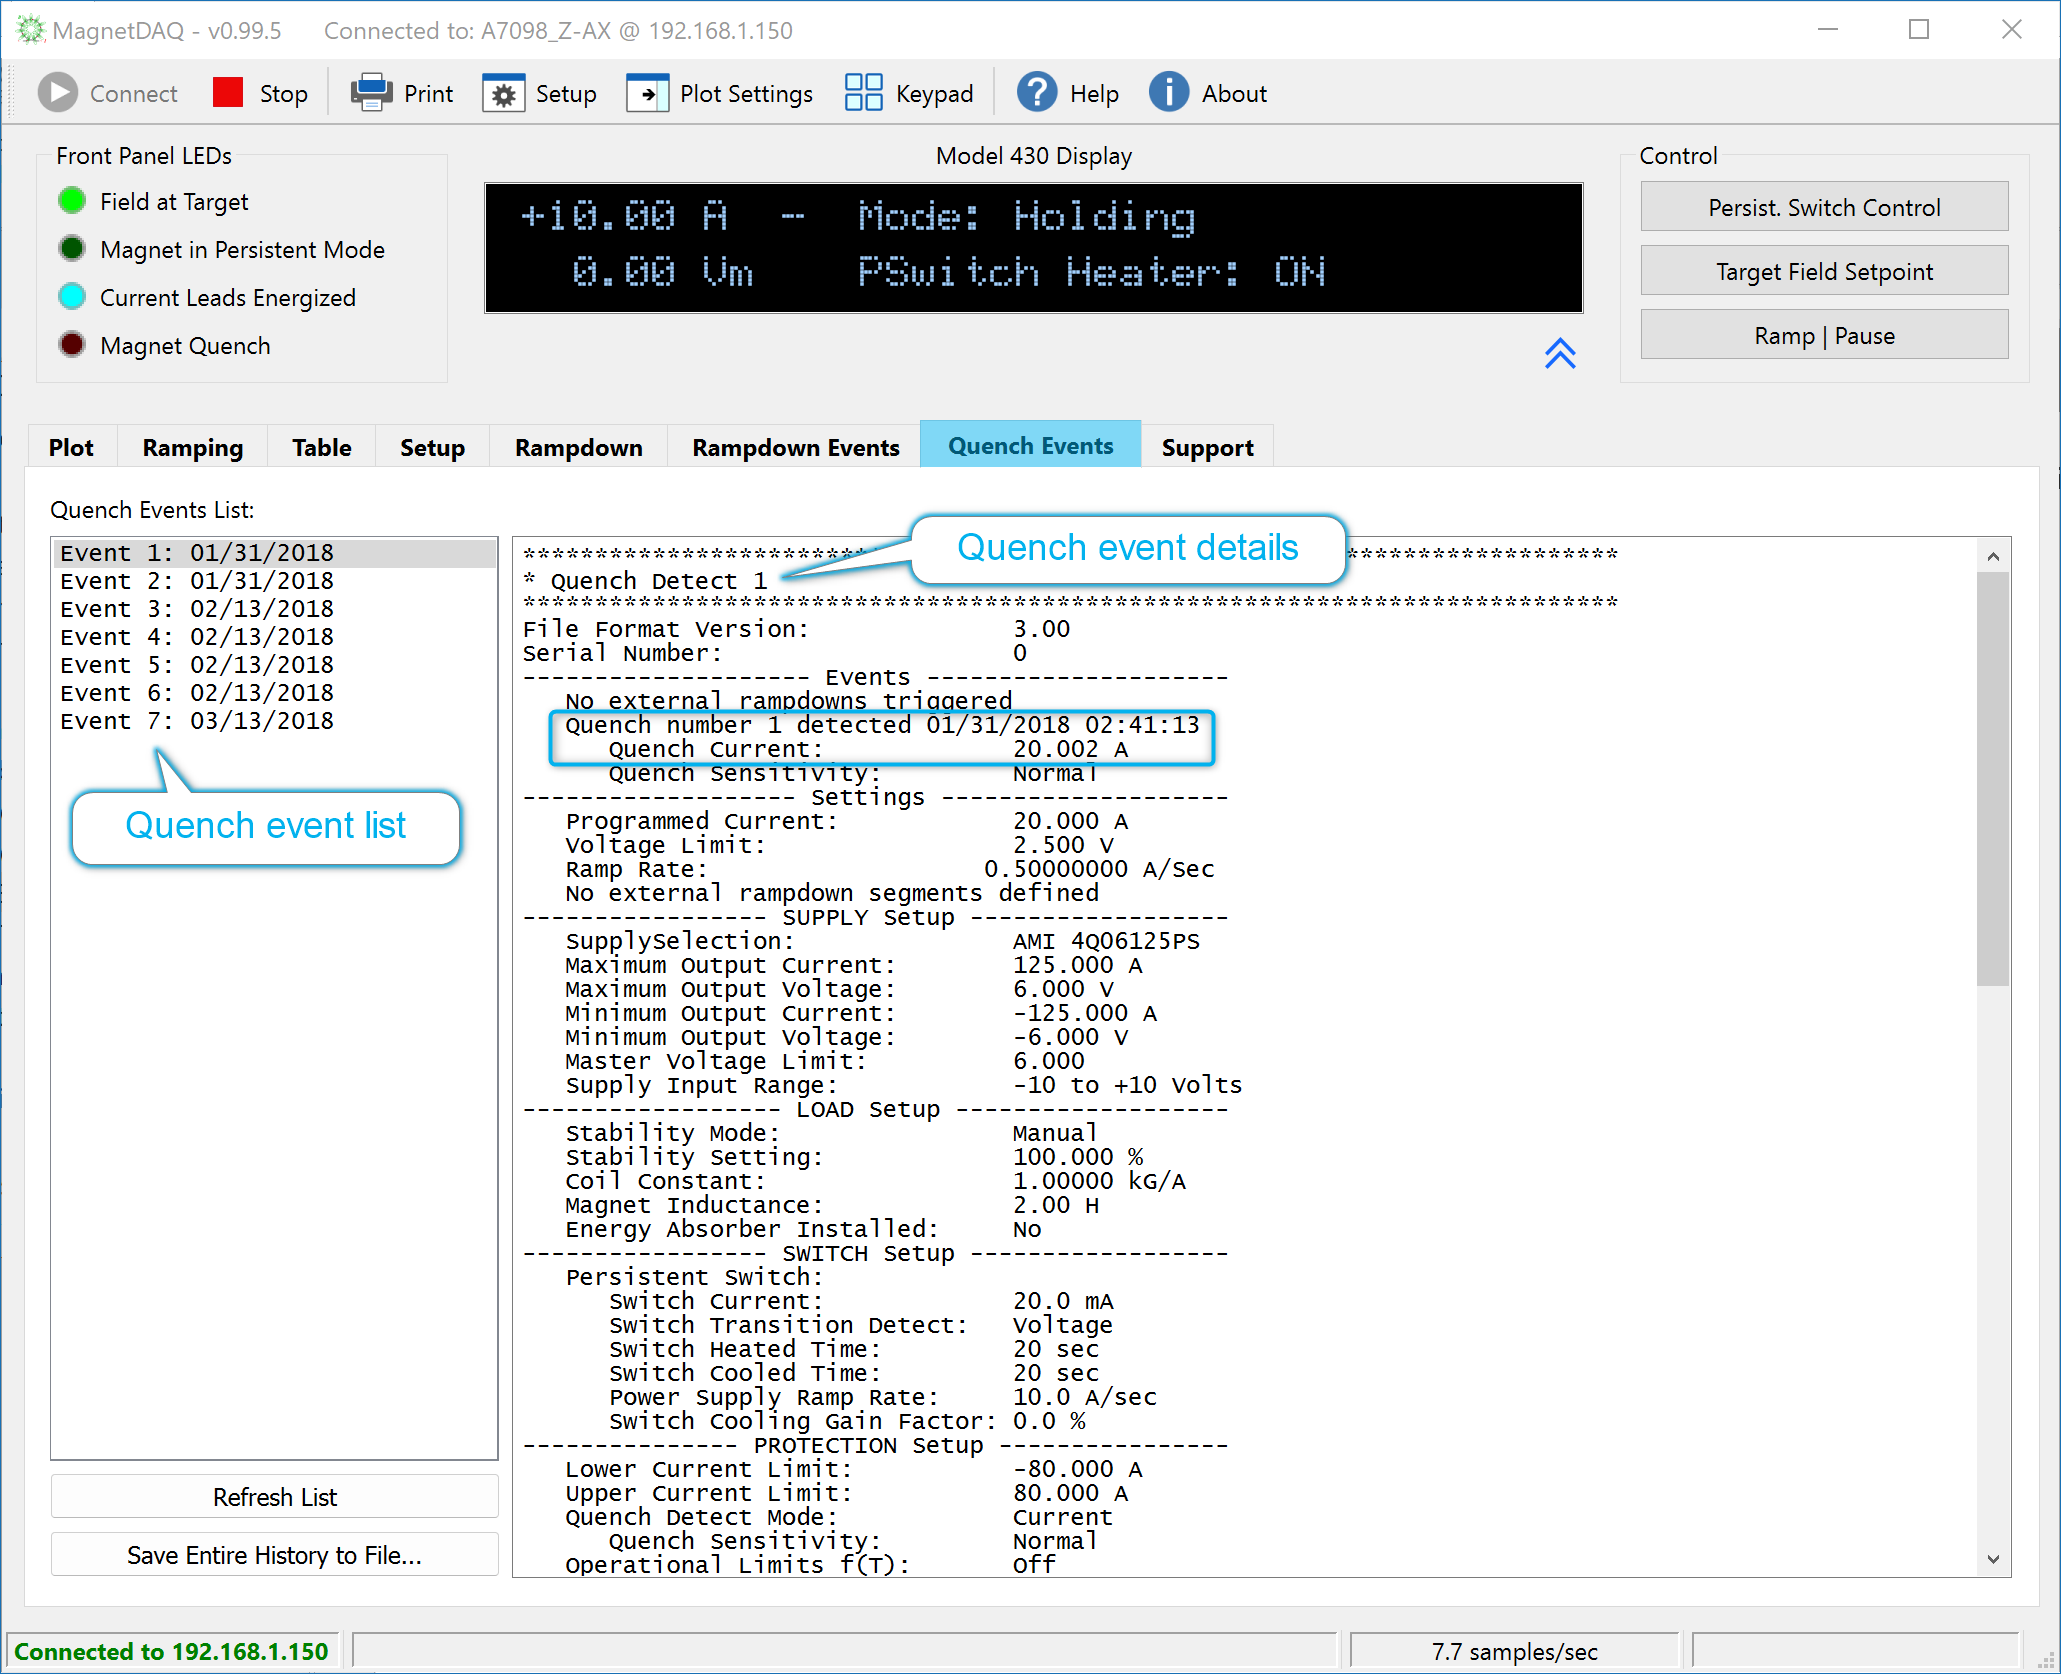 MagnetDAQ - v0.99.5 Connected to: A7098_Z-AX @ 192.168.1.150
Connect Stop Print Setup Plot Settings Keypad Help About
Front Panel LEDs
Field at Target
Magnet in Persistent Mode
Current Leads Energized
Magnet Quench
Model 430 Display
+10.00 A - Mode: Holding
0.00 Vm PSwitch Heater: ON
Control
Persist. Switch Control
Target Field Setpoint
Ramp | Pause
Plot Ramping Table Setup Rampdown Rampdown Events Quench Events Support
Quench Events List:
Event 1: 01/31/2018
Event 2: 01/31/2018
Event 3: 02/13/2018
Event 4: 02/13/2018
Event 5: 02/13/2018
Event 6: 02/13/2018
Event 7: 03/13/2018
Quench event list
Refresh List
Save Entire History to File...
Quench event details
* Quench Detect 1
File Format Version: 3.00
Serial Number: 0
-------------------- Events ---------------------
No external rampdowns triggered
Quench number 1 detected 01/31/2018 02:41:13
Quench Current: 20.002 A
Quench Sensitivity: Normal
------------------- Settings --------------------
Programmed Current: 20.000 A
Voltage Limit: 2.500 V
Ramp Rate: 0.50000000 A/Sec
No external rampdown segments defined
----------------- SUPPLY Setup ------------------
SupplySelection: AMI 4Q06125PS
Maximum Output Current: 125.000 A
Maximum Output Voltage: 6.000 V
Minimum Output Current: -125.000 A
Minimum Output Voltage: -6.000 V
Master Voltage Limit: 6.000
Supply Input Range: -10 to +10 Volts
------------------ LOAD Setup -------------------
Stability Mode: Manual
Stability Setting: 100.000 %
Coil Constant: 1.00000 kG/A
Magnet Inductance: 2.00 H
Energy Absorber Installed: No
----------------- SWITCH Setup ------------------
Persistent Switch:
Switch Current: 20.0 mA
Switch Transition Detect: Voltage
Switch Heated Time: 20 sec
Switch Cooled Time: 20 sec
Power Supply Ramp Rate: 10.0 A/sec
Switch Cooling Gain Factor: 0.0 %
--------------- PROTECTION Setup ----------------
Lower Current Limit: -80.000 A
Upper Current Limit: 80.000 A
Quench Detect Mode: Current
Quench Sensitivity: Normal
Operational Limits f(T): Off
Connected to 192.168.1.150
7.7 samples/sec